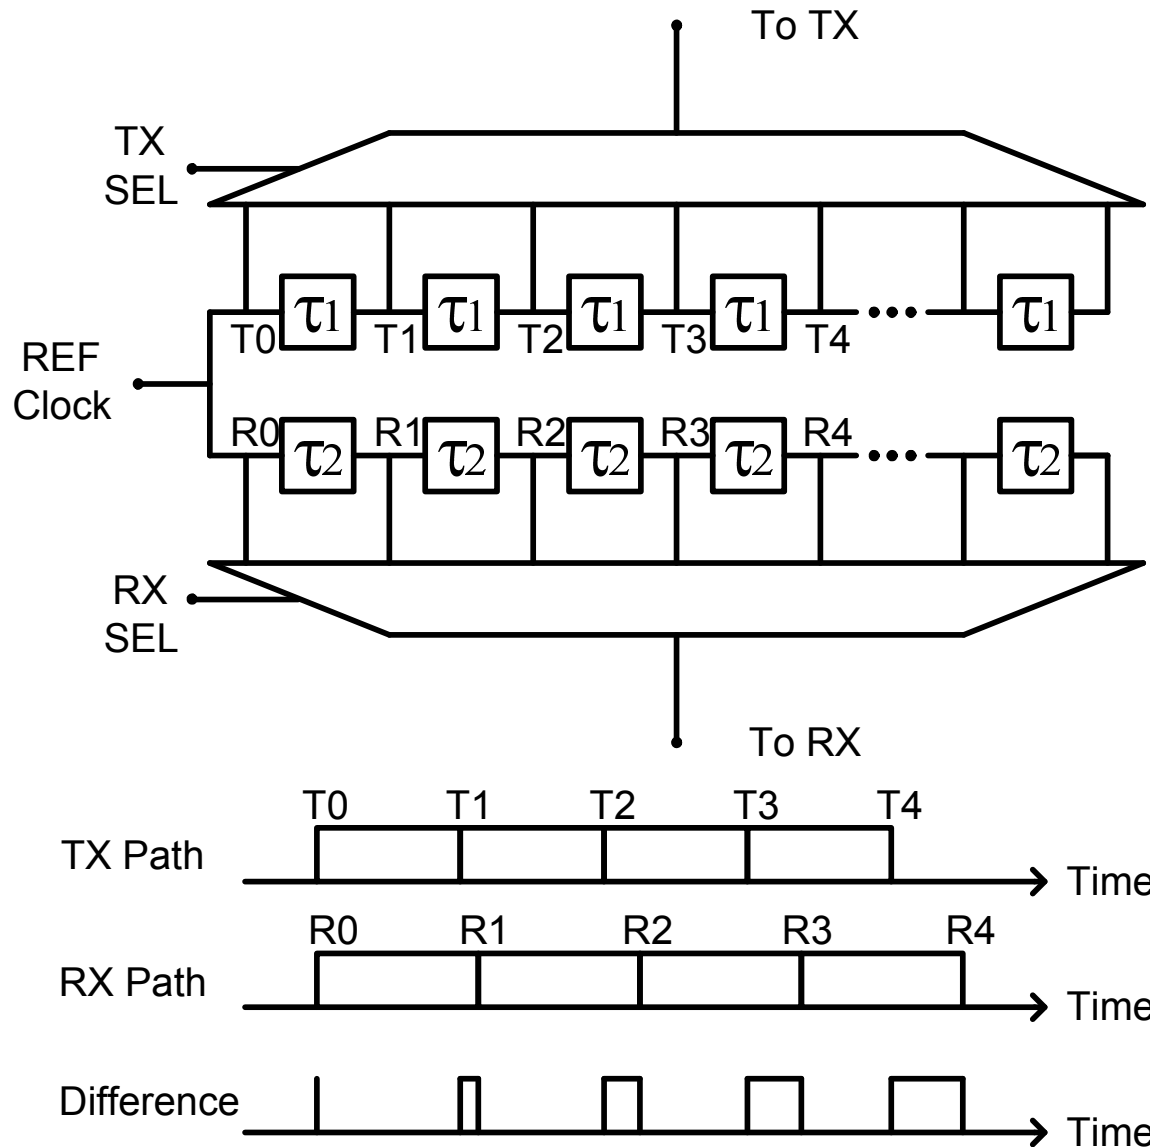 To TX
TX
SEL
τ1 τ1 τ1 τ1 τ1
T0 T1 T2 T3 T4
REF
Clock
R0 R1 R2 R3 R4
τ2 τ2 τ2 τ2 τ2
RX
SEL
To RX
T0 T1 T2 T3 T4
TX Path
Time
R0 R1 R2 R3 R4
RX Path
Time
Difference
Time